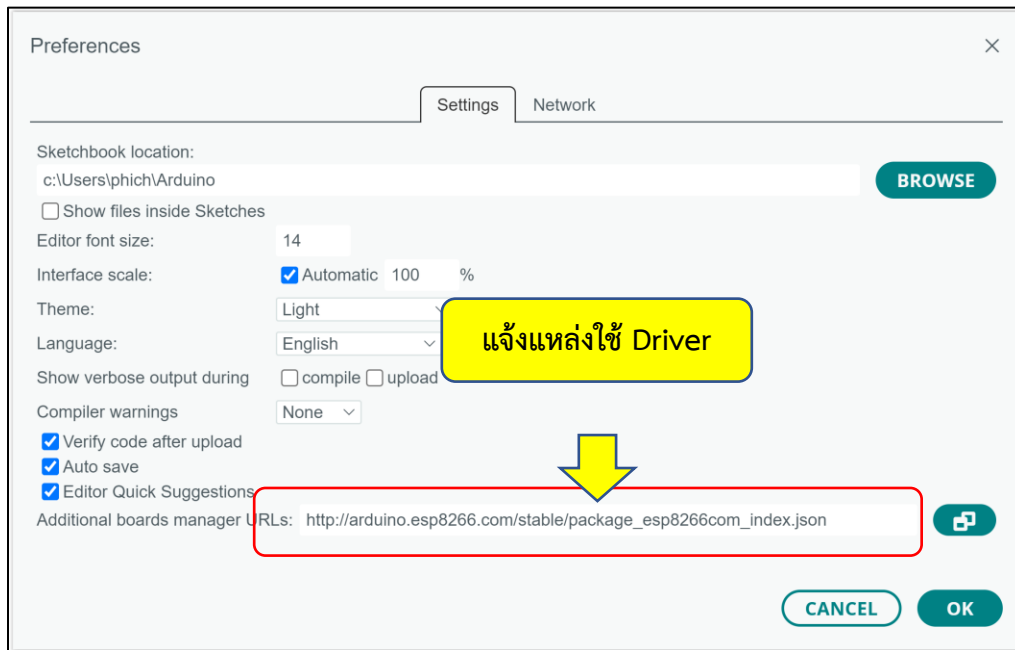 Preferences
Settings Network
Sketchbook location:
c:\Users\phich\Arduino
BROWSE
Show files inside Sketches
Editor font size: 14
Interface scale: Automatic 100 %
Theme: Light
แจ้งแหล่งใช้ Driver
Language: English
Show verbose output during compile upload
Compiler warnings None
Verify code after upload
Auto save
Editor Quick Suggestions
Additional boards manager URLs: http://arduino.esp8266.com/stable/package_esp8266com_index.json
CANCEL OK